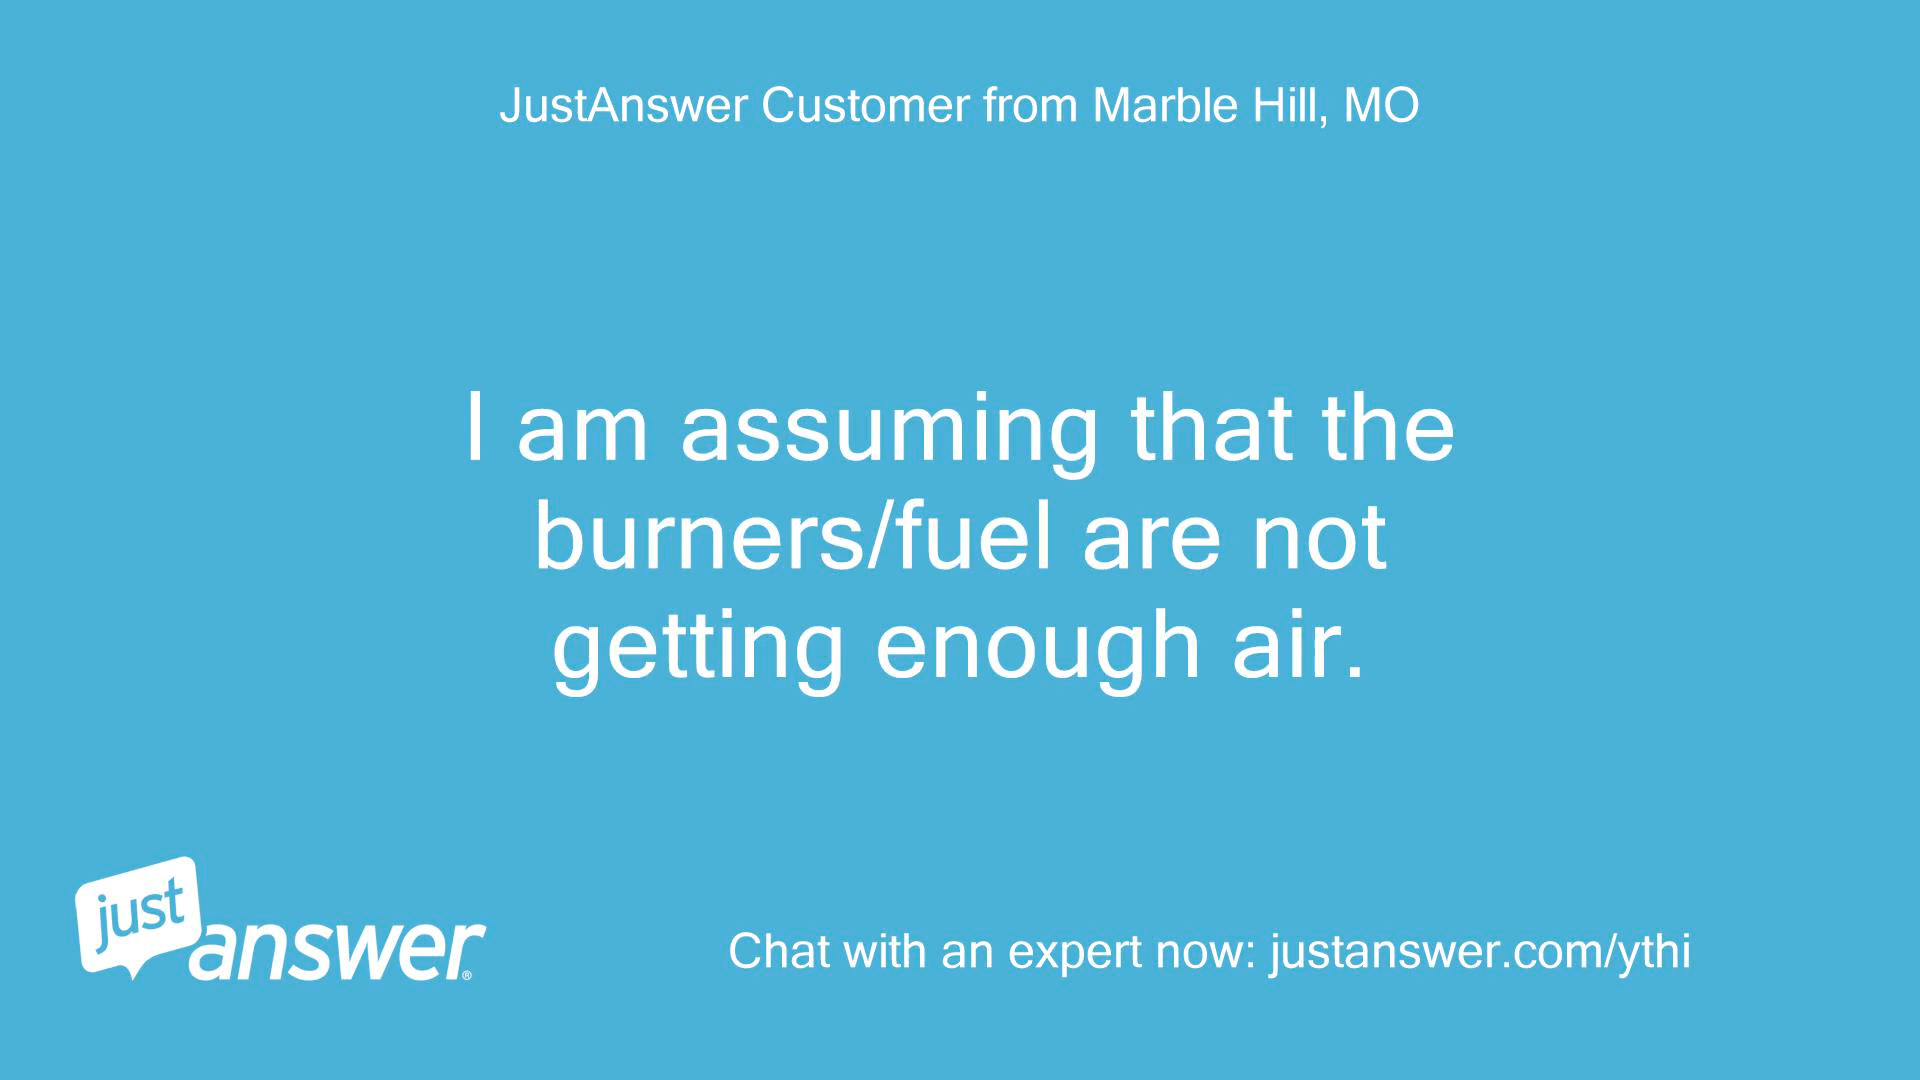 JustAnswer Customer from Marble Hill, MO
I am assuming that the
burners/fuel are not
getting enough air.
just
answer®
Chat with an expert now: justanswer.com/ythi